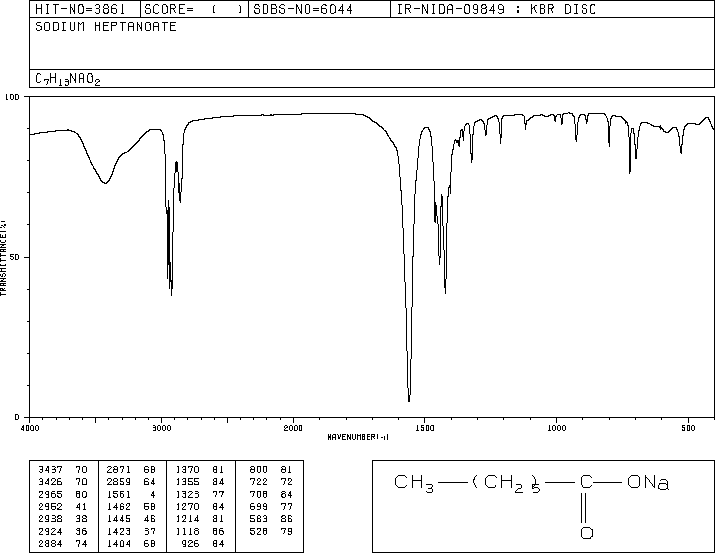 HIT-NO=3861 SCORE= ( ) SDBS-NO=6044 IR-NIDA-09849 : KBR DISC
SODIUM HEPTANOATE
C7H13NAO2
100
50
0
TRANSMITTANCE(%)
4000 3000 2000 1500 1000 500
WAVENUMBER(-1)
3437 70 2871 68 1370 81 800 81
3426 70 2859 64 1355 84 722 72
2965 80 1561 4 1323 77 708 84
2952 41 1462 58 1270 84 699 77
2938 38 1445 46 1214 81 583 86
2924 36 1423 37 1118 86 528 79
2884 74 1404 68 926 84
CH3—(CH2)5—C—ONa
O